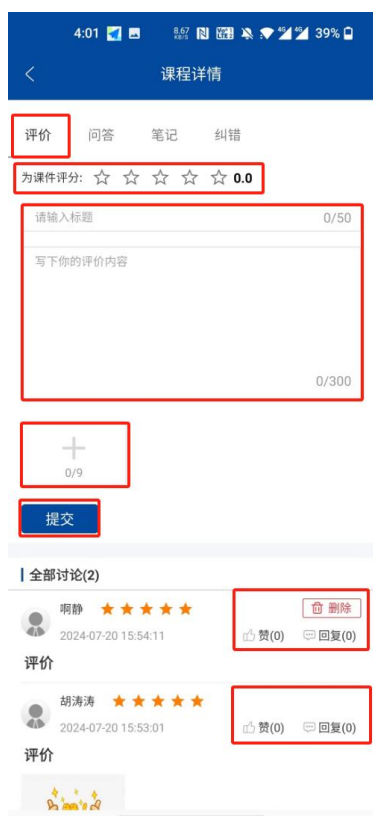 4:01 8.67 KB/S 4G 4G 39%
课程详情
评价 问答 笔记 纠错
为课件评分: 0.0
请输入标题 0/50
写下你的评价内容
0/300
0/9
提交
全部讨论(2)
啊静 删除
2024-07-20 15:54:11 赞(0) 回复(0)
评价
胡涛涛
2024-07-20 15:53:01 赞(0) 回复(0)
评价